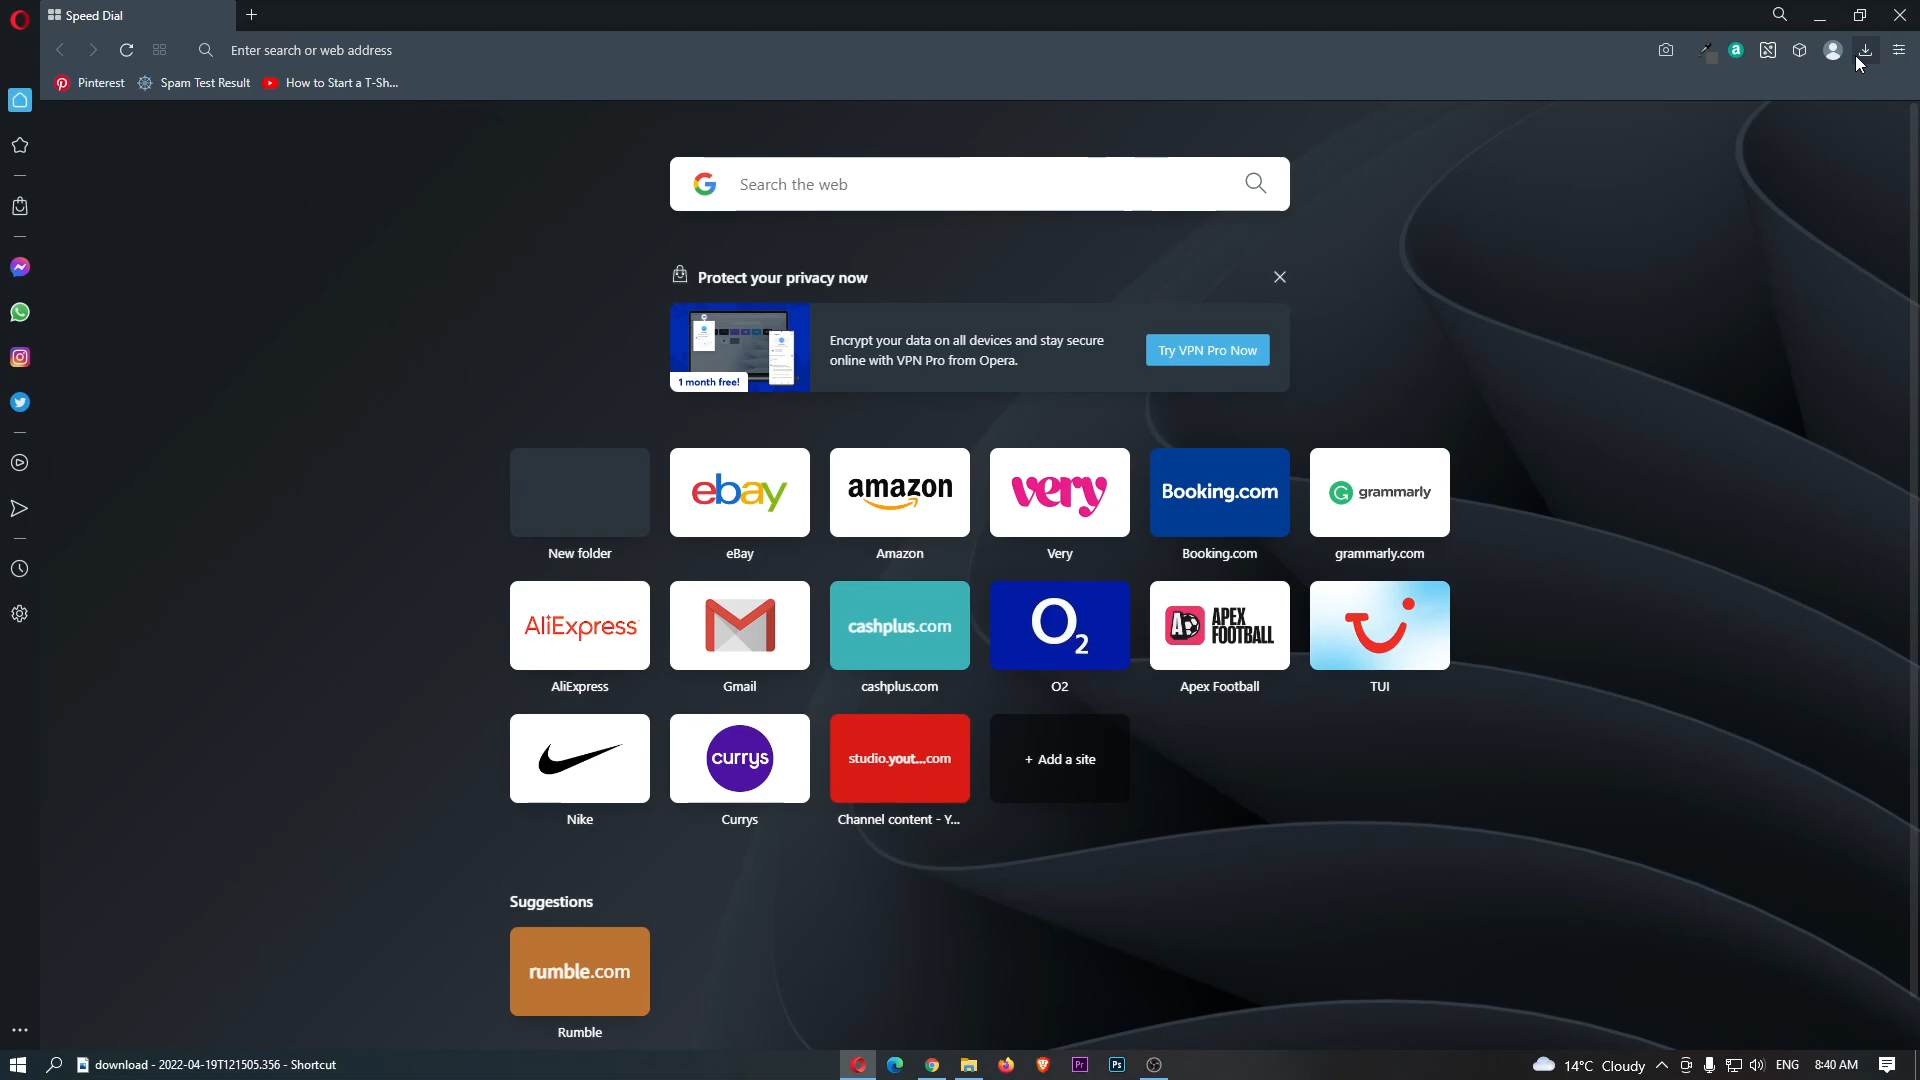 Speed Dial
Enter search or web address
a
Pinterest
Spam Test Result
How to Start a T-Sh...
Search the web
Protect your privacy now
Encrypt your data on all devices and stay secure
online with VPN Pro from Opera.
Try VPN Pro Now
1 month free!
ebay
amazon
very
Booking.com
grammarly
New folder
eBay
Amazon
Very
Booking.com
grammarly.com
AliExpress
cashplus.com
O2
APEX
FOOTBALL
AliExpress
Gmail
cashplus.com
O2
Apex Football
TUI
currys
studio.yout...com
+ Add a site
Nike
Currys
Channel content - Y...
Suggestions
rumble.com
Rumble
download - 2022-04-19T121505.356 - Shortcut
Pr
Ps
14°C Cloudy
ENG
8:40 AM